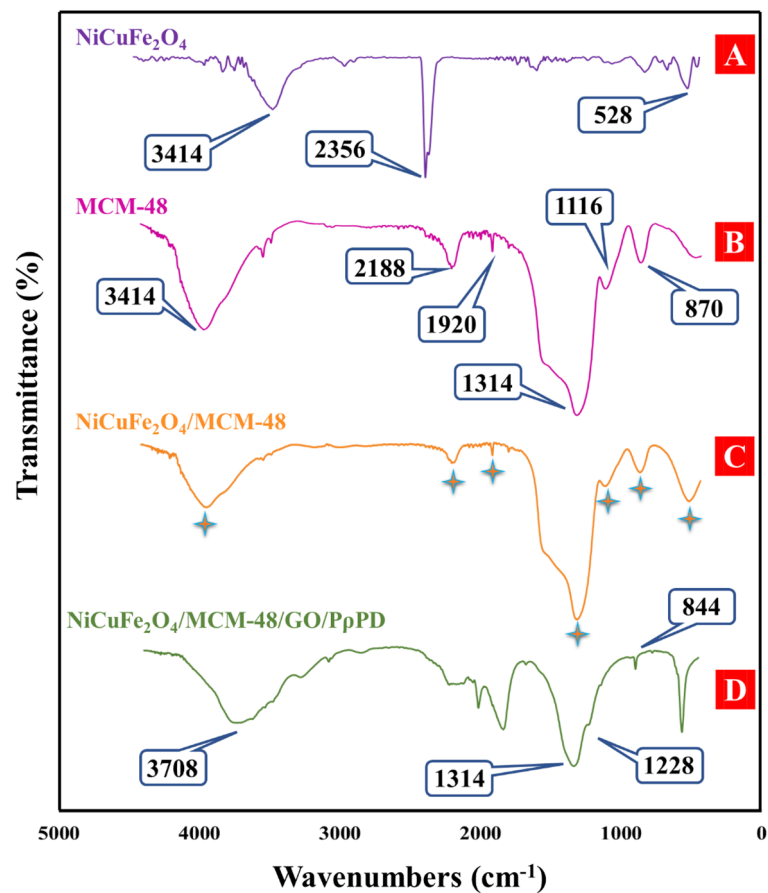 NiCuFe₂O₄
A
3414
2356
528
MCM-48
B
1116
3414
2188
1920
870
1314
NiCuFe₂O₄/MCM-48
C
NiCuFe₂O₄/MCM-48/GO/PρPD
844
D
3708
1314
1228
Transmittance (%)
5000 4000 3000 2000 1000 0
Wavenumbers (cm⁻¹)